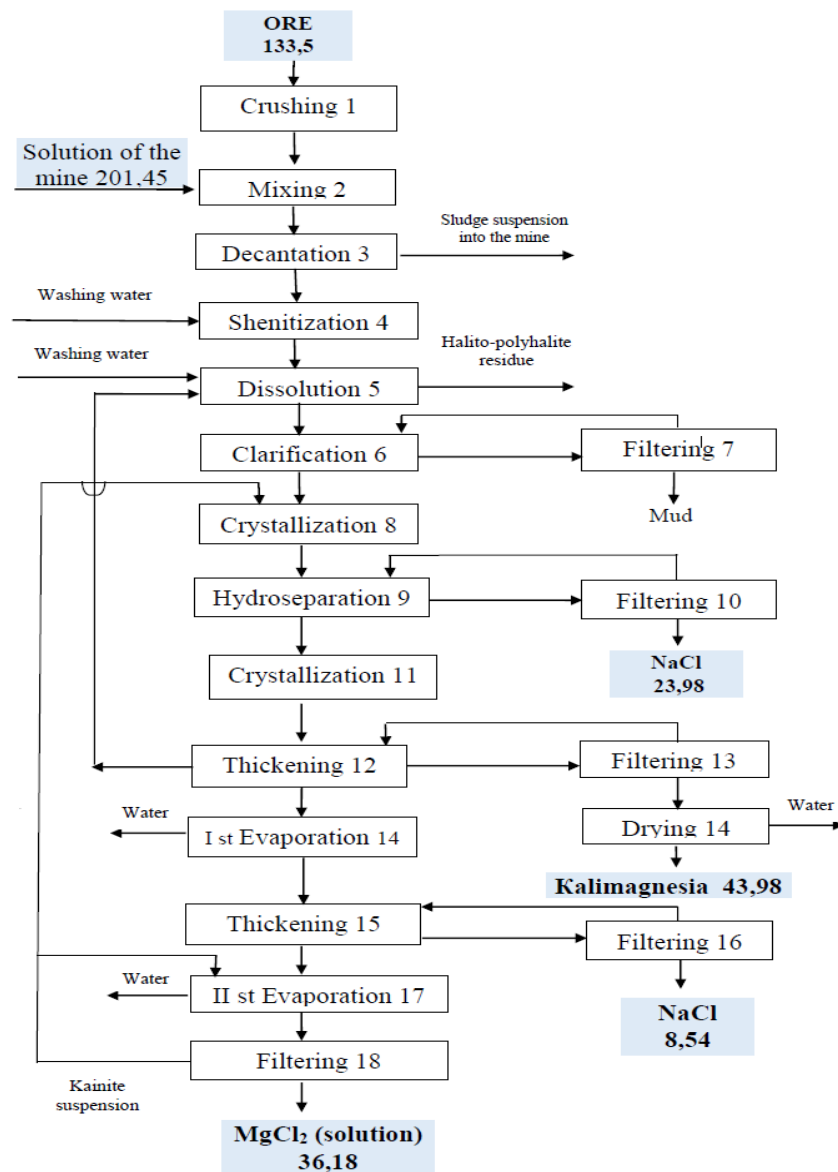 ORE
133,5
Crushing 1
Solution of the
mine 201,45
Mixing 2
Sludge suspension
into the mine
Decantation 3
Washing water
Shenitization 4
Washing water
Halito-polyhalite
residue
Dissolution 5
Clarification 6
Filtering 7
Mud
Crystallization 8
Hydroseparation 9
Filtering 10
NaCl
23,98
Crystallization 11
Thickening 12
Filtering 13
Water
I st Evaporation 14
Drying 14
Water
Kalimagnesia 43,98
Thickening 15
Filtering 16
Water
II st Evaporation 17
NaCl
8,54
Filtering 18
Kainite
suspension
MgCl₂ (solution)
36,18